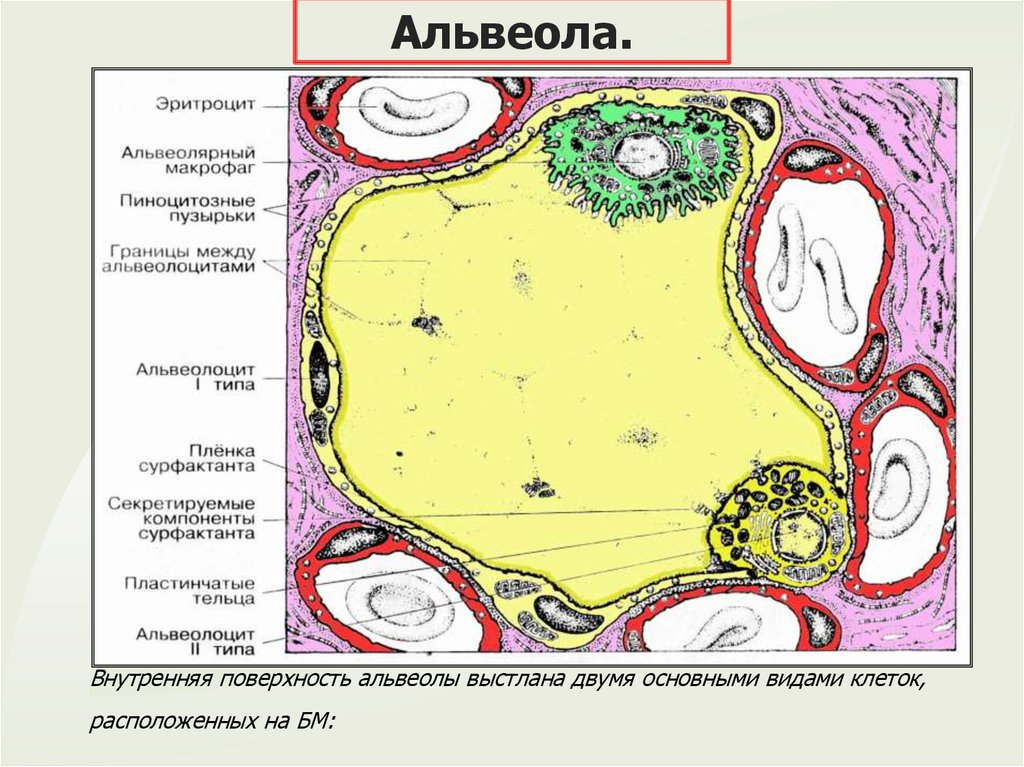 Альвеола.
Эритроцит
Альвеолярный
макрофаг
Пиноцитозные
пузырьки
Границы между
альвеолоцитами
Альвеолоцит
I типа
Плёнка
сурфактанта
Секретируемые
компоненты
сурфактанта
Пластинчатые
тельца
Альвеолоцит
II типа
Внутренняя поверхность альвеолы выстлана двумя основными видами клеток,
расположенных на БМ: